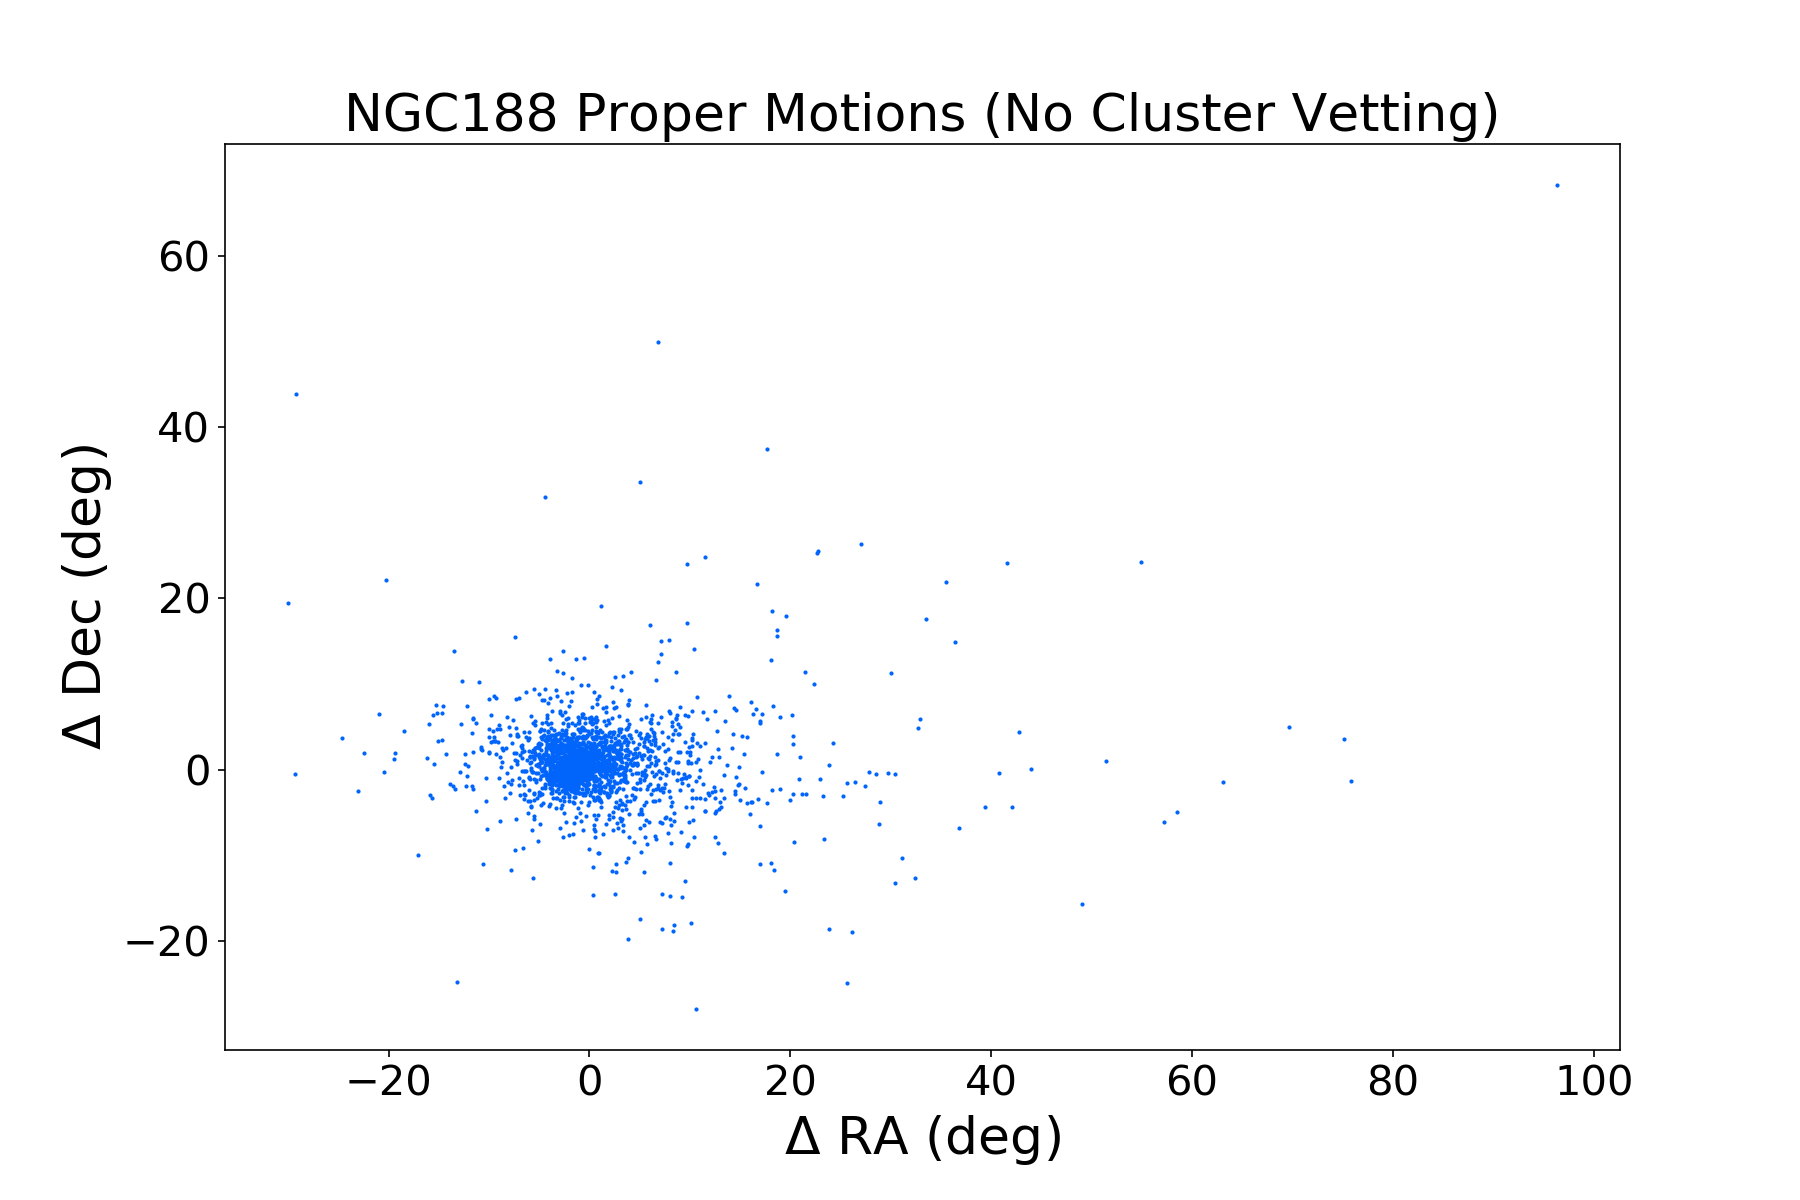 NGC188 Proper Motions (No Cluster Vetting)
60
40
20
0
−20
Δ Dec (deg)
−20 0 20 40 60 80 100
Δ RA (deg)